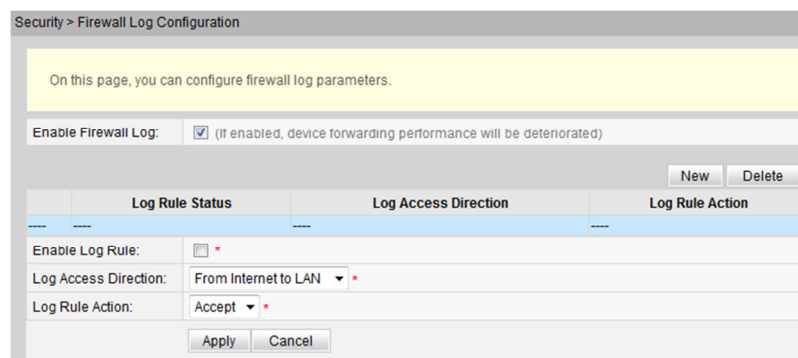 Security > Firewall Log Configuration
On this page, you can configure firewall log parameters.
Enable Firewall Log: (If enabled, device forwarding performance will be deteriorated)
New Delete
Log Rule Status Log Access Direction Log Rule Action
---- ---- ---- ----
Enable Log Rule: *
Log Access Direction: From Internet to LAN *
Log Rule Action: Accept *
Apply Cancel